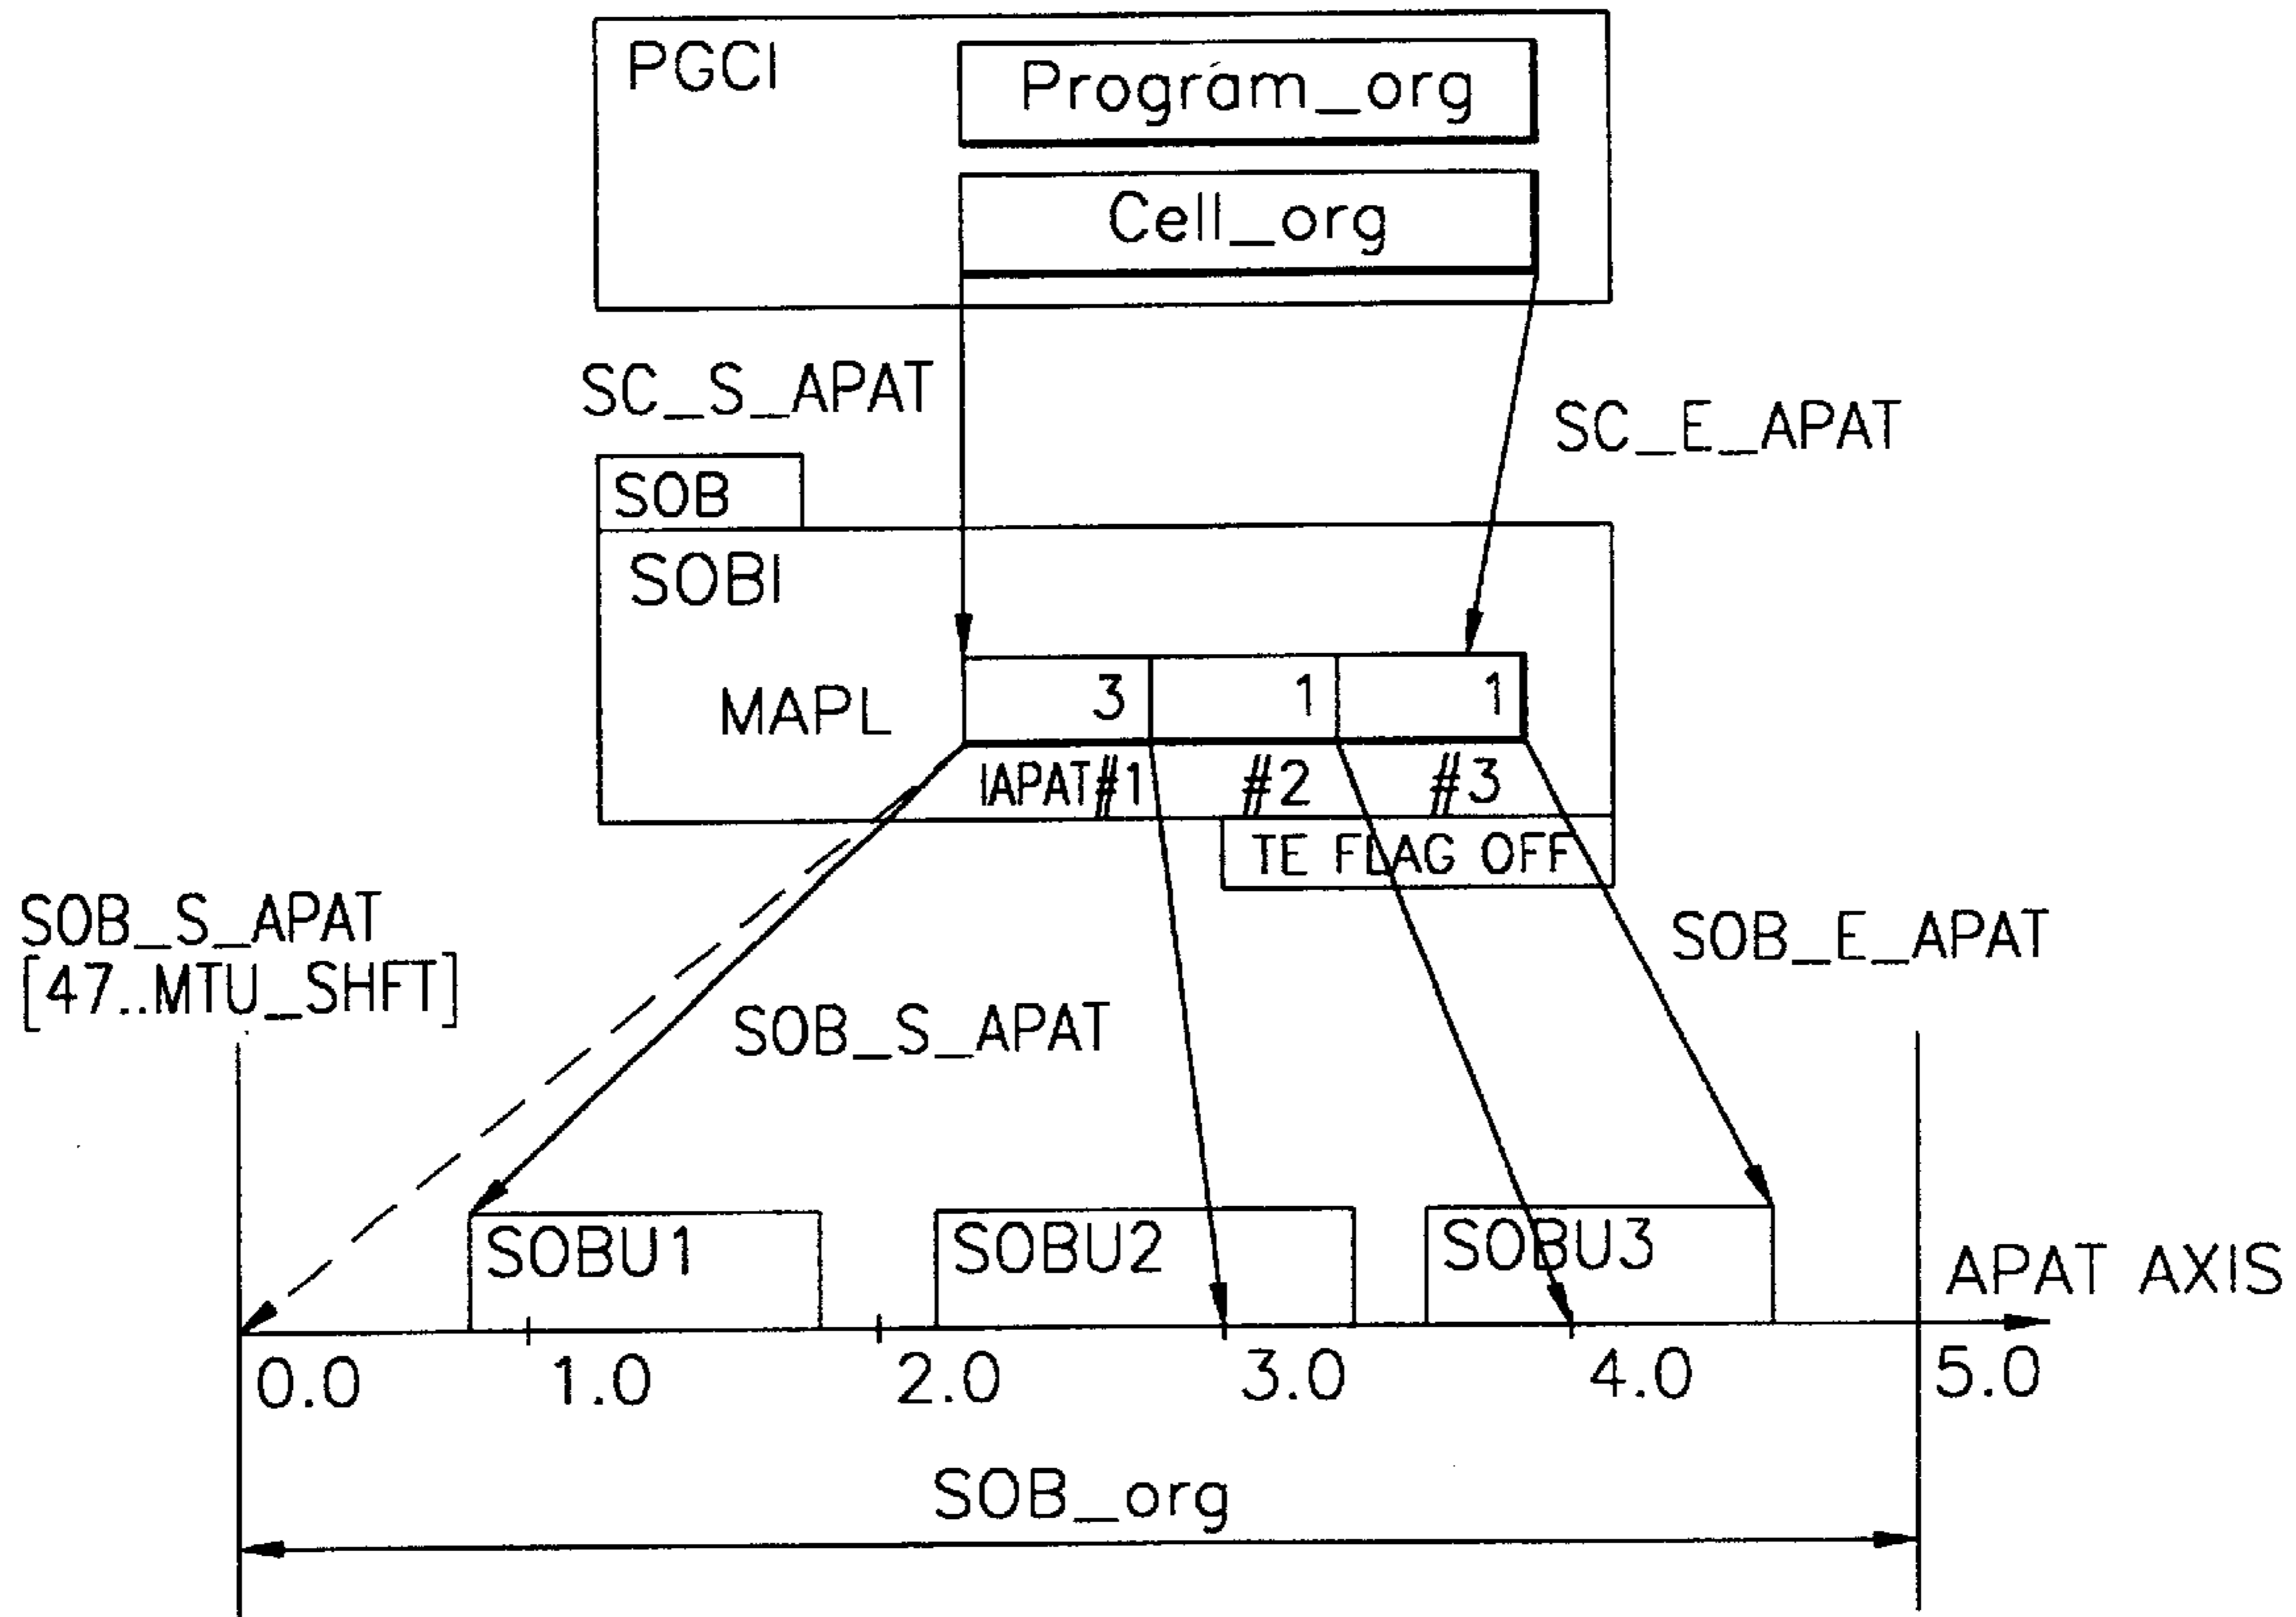 PGCI
Program_org
Cell_org
SC_S_APAT
SC_E_APAT
SOB
SOBI
MAPL
3 1 1
IAPAT#1 #2 #3
TE FLAG OFF
SOB_S_APAT
[47..MTU_SHFT]
SOB_E_APAT
SOB_S_APAT
SOBU1 SOBU2 SOBU3
APAT AXIS
0.0 1.0 2.0 3.0 4.0 5.0
SOB_org